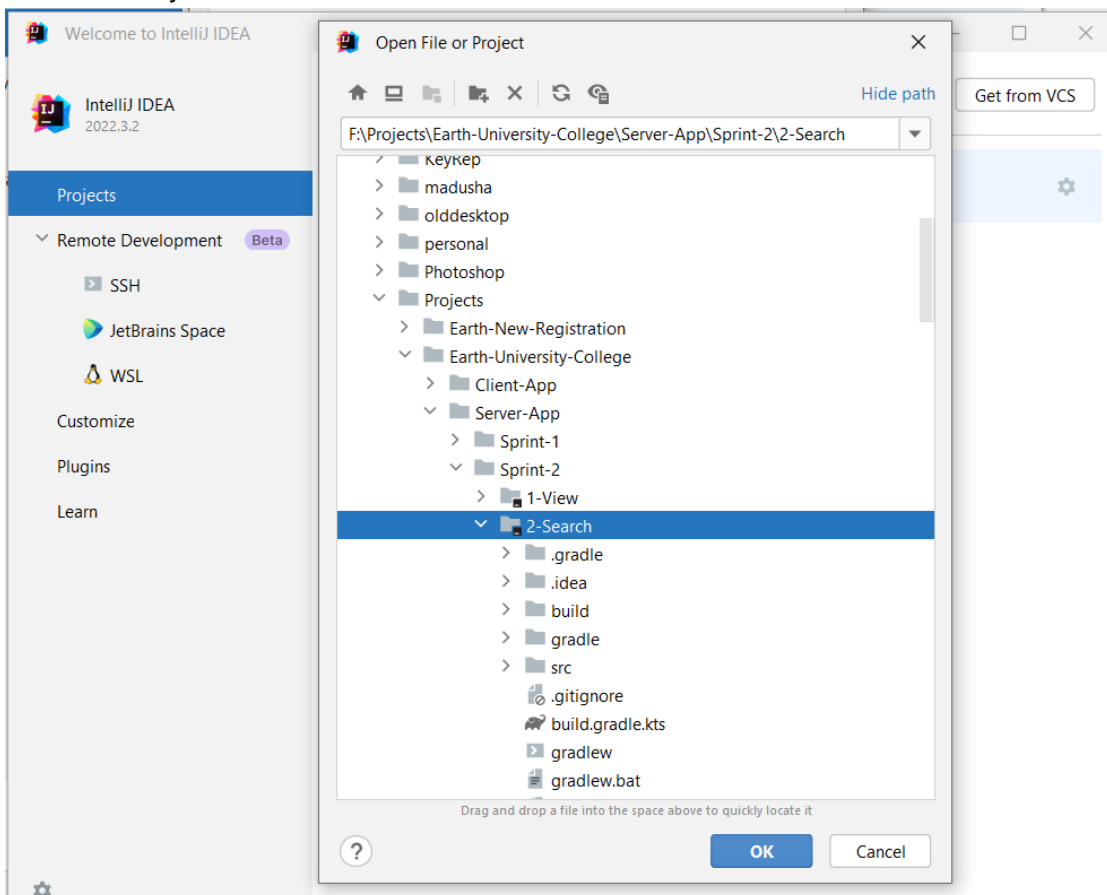 Welcome to IntelliJ IDEA
Open File or Project
IntelliJ IDEA
2022.3.2
Hide path
Get from VCS
F:\Projects\Earth-University-College\Server-App\Sprint-2\2-Search
Projects
Remote Development Beta
SSH
JetBrains Space
WSL
Customize
Plugins
Learn
KeyRep
madusha
olddesktop
personal
Photoshop
Projects
Earth-New-Registration
Earth-University-College
Client-App
Server-App
Sprint-1
Sprint-2
1-View
2-Search
.gradle
.idea
build
gradle
src
.gitignore
build.gradle.kts
gradlew
gradlew.bat
Drag and drop a file into the space above to quickly locate it
? OK Cancel